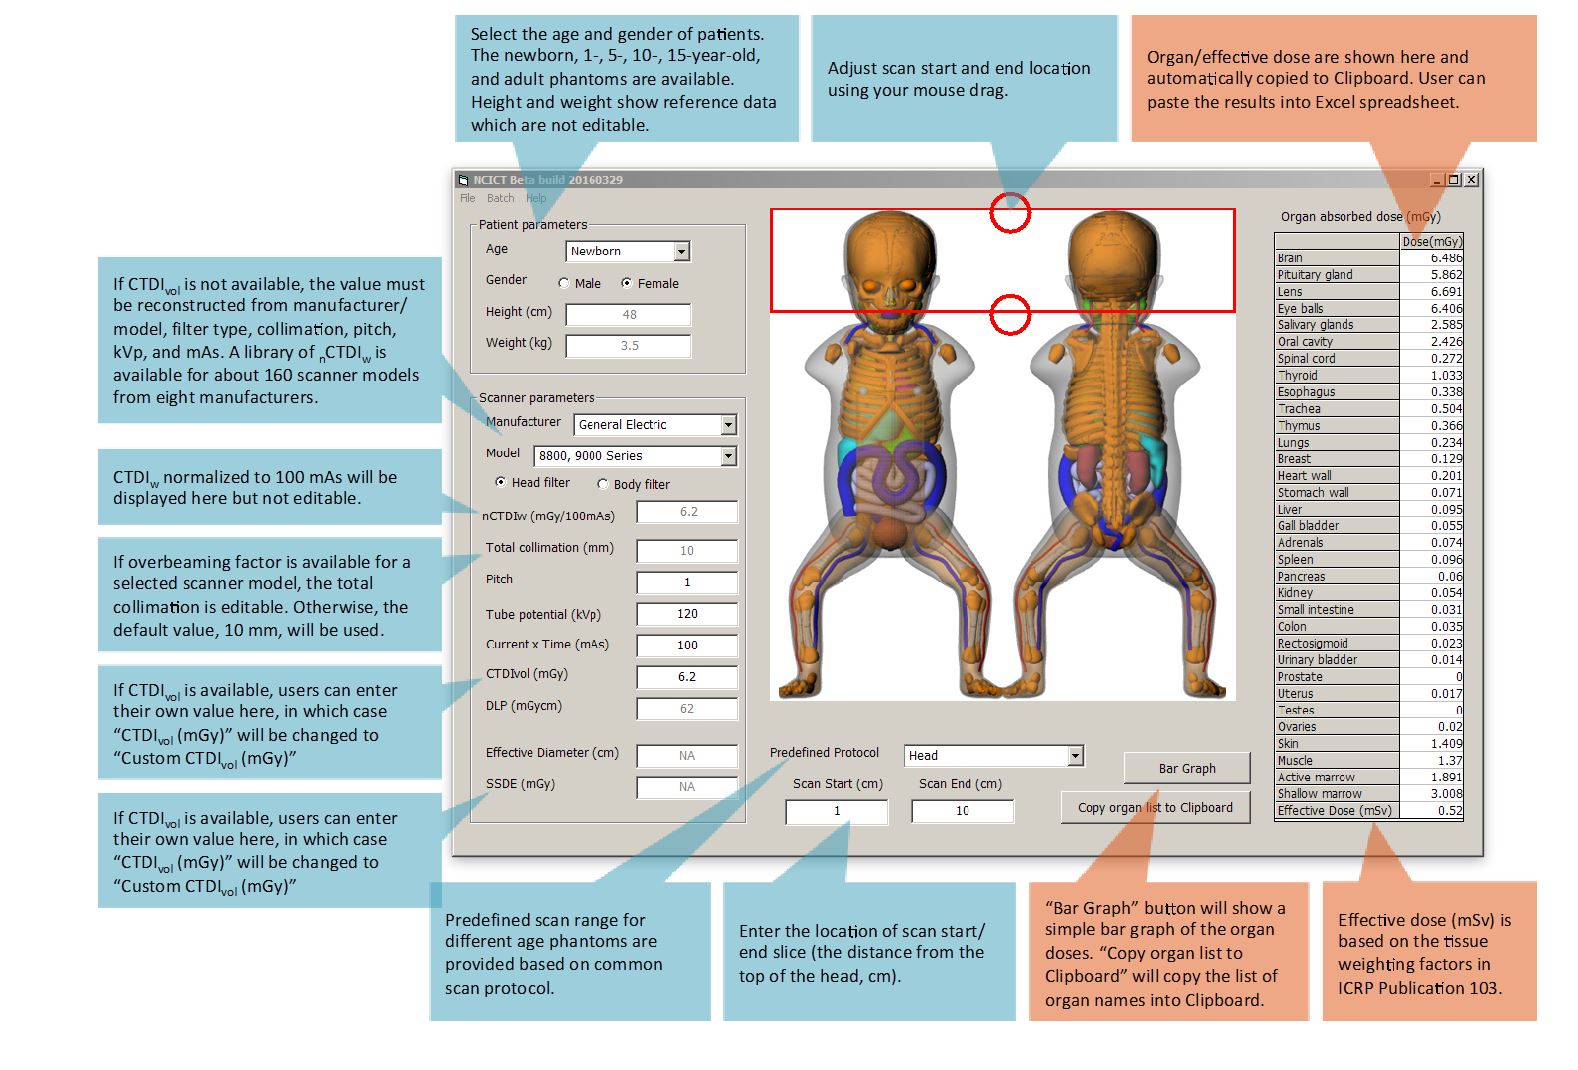 Select the age and gender of patients.
The newborn, 1-, 5-, 10-, 15-year-old,
and adult phantoms are available.
Height and weight show reference data
which are not editable.
Adjust scan start and end location
using your mouse drag.
Organ/effective dose are shown here and
automatically copied to Clipboard. User can
paste the results into Excel spreadsheet.
If CTDIvol is not available, the value must
be reconstructed from manufacturer/
model, filter type, collimation, pitch,
kVp, and mAs. A library of nCTDIw is
available for about 160 scanner models
from eight manufacturers.
CTDIw normalized to 100 mAs will be
displayed here but not editable.
If overbeaming factor is available for a
selected scanner model, the total
collimation is editable. Otherwise, the
default value, 10 mm, will be used.
If CTDIvol is available, users can enter
their own value here, in which case
“CTDIvol (mGy)” will be changed to
“Custom CTDIvol (mGy)”
If CTDIvol is available, users can enter
their own value here, in which case
“CTDIvol (mGy)” will be changed to
“Custom CTDIvol (mGy)”
NCICT Beta build 20160329
File Batch Help
Patient parameters
Age Newborn
Gender Male Female
Height (cm) 48
Weight (kg) 3.5
Scanner parameters
Manufacturer General Electric
Model 8800, 9000 Series
Head filter Body filter
nCTDIw (mGy/100mAs) 6.2
Total collimation (mm) 10
Pitch 1
Tube potential (kVp) 120
Current x Time (mAs) 100
CTDIvol (mGy) 6.2
DLP (mGycm) 62
Effective Diameter (cm) NA
SSDE (mGy) NA
Predefined Protocol Head
Scan Start (cm) Scan End (cm)
1 10
Bar Graph
Copy organ list to Clipboard
Organ absorbed dose (mGy)
Dose(mGy)
Brain 6.486
Pituitary gland 5.862
Lens 6.691
Eye balls 6.406
Salivary glands 2.585
Oral cavity 2.426
Spinal cord 0.272
Thyroid 1.033
Esophagus 0.338
Trachea 0.504
Thymus 0.366
Lungs 0.234
Breast 0.129
Heart wall 0.201
Stomach wall 0.071
Liver 0.095
Gall bladder 0.055
Adrenals 0.074
Spleen 0.096
Pancreas 0.06
Kidney 0.054
Small intestine 0.031
Colon 0.035
Rectosigmoid 0.023
Urinary bladder 0.014
Prostate 0
Uterus 0.017
Testes 0
Ovaries 0.02
Skin 1.409
Muscle 1.37
Active marrow 1.891
Shallow marrow 3.008
Effective Dose (mSv) 0.52
Predefined scan range for
different age phantoms are
provided based on common
scan protocol.
Enter the location of scan start/
end slice (the distance from the
top of the head, cm).
“Bar Graph” button will show a
simple bar graph of the organ
doses. “Copy organ list to
Clipboard” will copy the list of
organ names into Clipboard.
Effective dose (mSv) is
based on the tissue
weighting factors in
ICRP Publication 103.